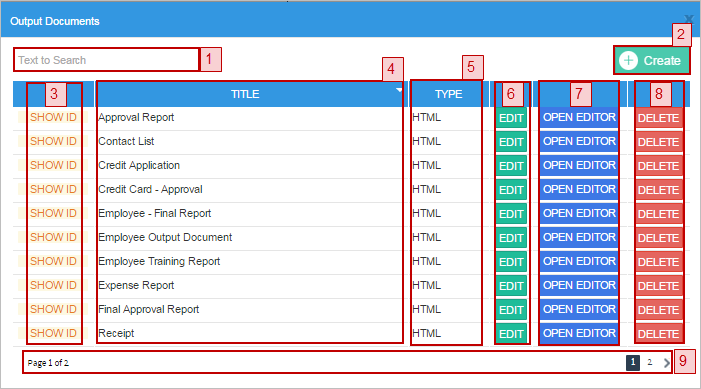 Output Documents x
Text to Search 1 2
+ Create
3 4 5 6 7 8
TITLE TYPE
SHOW ID Approval Report HTML EDIT OPEN EDITOR DELETE
SHOW ID Contact List HTML EDIT OPEN EDITOR DELETE
SHOW ID Credit Application HTML EDIT OPEN EDITOR DELETE
SHOW ID Credit Card - Approval HTML EDIT OPEN EDITOR DELETE
SHOW ID Employee - Final Report HTML EDIT OPEN EDITOR DELETE
SHOW ID Employee Output Document HTML EDIT OPEN EDITOR DELETE
SHOW ID Employee Training Report HTML EDIT OPEN EDITOR DELETE
SHOW ID Expense Report HTML EDIT OPEN EDITOR DELETE
SHOW ID Final Approval Report HTML EDIT OPEN EDITOR DELETE
SHOW ID Receipt HTML EDIT OPEN EDITOR DELETE
Page 1 of 2 1 2 > 9